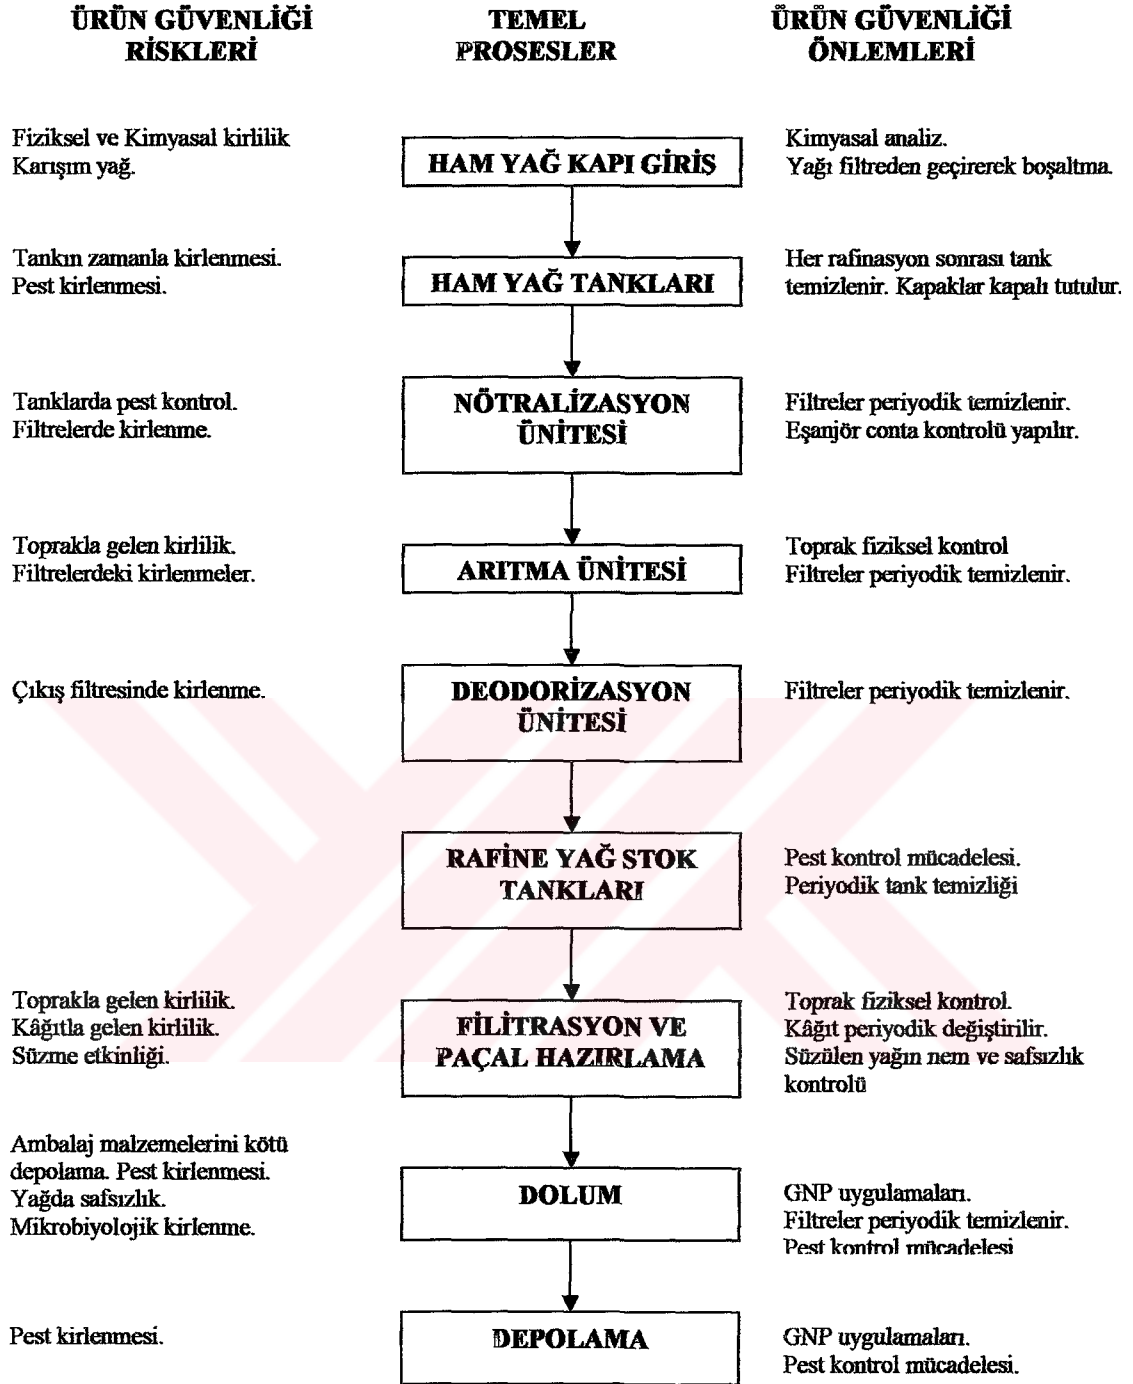 ÜRÜN GÜVENLİĞİ
RİSKLERİ
TEMEL
PROSESLER
ÜRÜN GÜVENLİĞİ
ÖNLEMLERİ
Fiziksel ve Kimyasal kirlilik
Karışım yağ.
HAM YAĞ KAPI GİRİŞ
Kimyasal analiz.
Yağı filtreden geçirerek boşaltma.
Tankın zamanla kirlenmesi.
Pest kirlenmesi.
HAM YAĞ TANKLARI
Her rafinasyon sonrası tank
temizlenir. Kapaklar kapalı tutulur.
Tanklarda pest kontrol.
Filtrelerde kirlenme.
NÖTRALİZASYON
ÜNİTESİ
Filtreler periyodik temizlenir.
Eşanjör conta kontrolü yapılır.
Toprakla gelen kirlilik.
Filtrelerdeki kirlenmeler.
ARITMA ÜNİTESİ
Toprak fiziksel kontrol
Filtreler periyodik temizlenir.
Çıkış filtresinde kirlenme.
DEODORİZASYON
ÜNİTESİ
Filtreler periyodik temizlenir.
RAFİNE YAĞ STOK
TANKLARI
Pest kontrol mücadelesi.
Periyodik tank temizliği
Toprakla gelen kirlilik.
Kâğıtla gelen kirlilik.
Süzme etkinliği.
FİLİTRASYON VE
PAÇAL HAZIRLAMA
Toprak fiziksel kontrol.
Kâğıt periyodik değiştirilir.
Süzülen yağın nem ve safsızlık
kontrolü
Ambalaj malzemelerini kötü
depolama. Pest kirlenmesi.
Yağda safsızlık.
Mikrobiyolojik kirlenme.
DOLUM
GNP uygulamaları.
Filtreler periyodik temizlenir.
Pest kontrol mücadelesi
Pest kirlenmesi.
DEPOLAMA
GNP uygulamaları.
Pest kontrol mücadelesi.